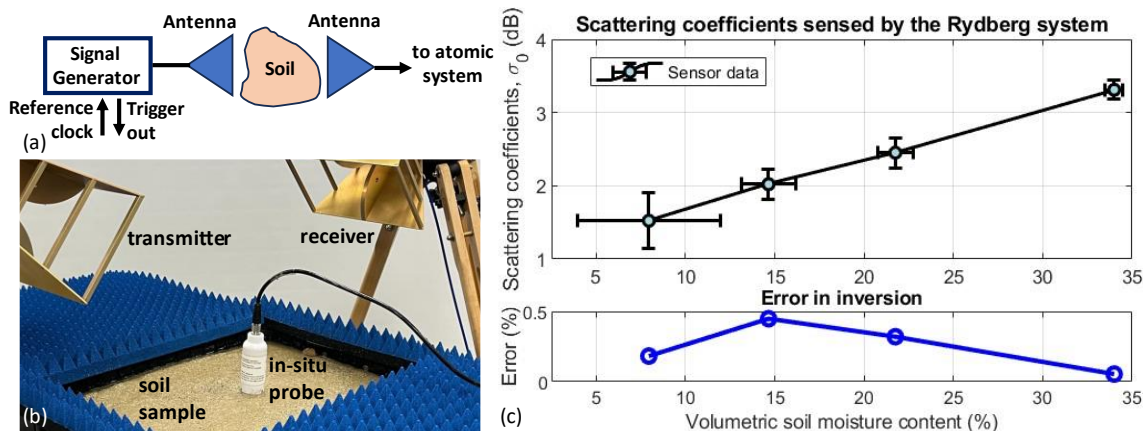 Antenna
Antenna
Signal
Generator
Soil
to atomic
system
Reference
clock
Trigger
out
(a)
transmitter
receiver
soil
sample
in-situ
probe
(b)
Scattering coefficients sensed by the Rydberg system
Scattering coefficients, σ0 (dB)
4
3
2
1
Sensor data
5
10
15
20
25
30
35
Error in inversion
Error (%)
0.5
0
5
10
15
20
25
30
35
(c)
Volumetric soil moisture content (%)